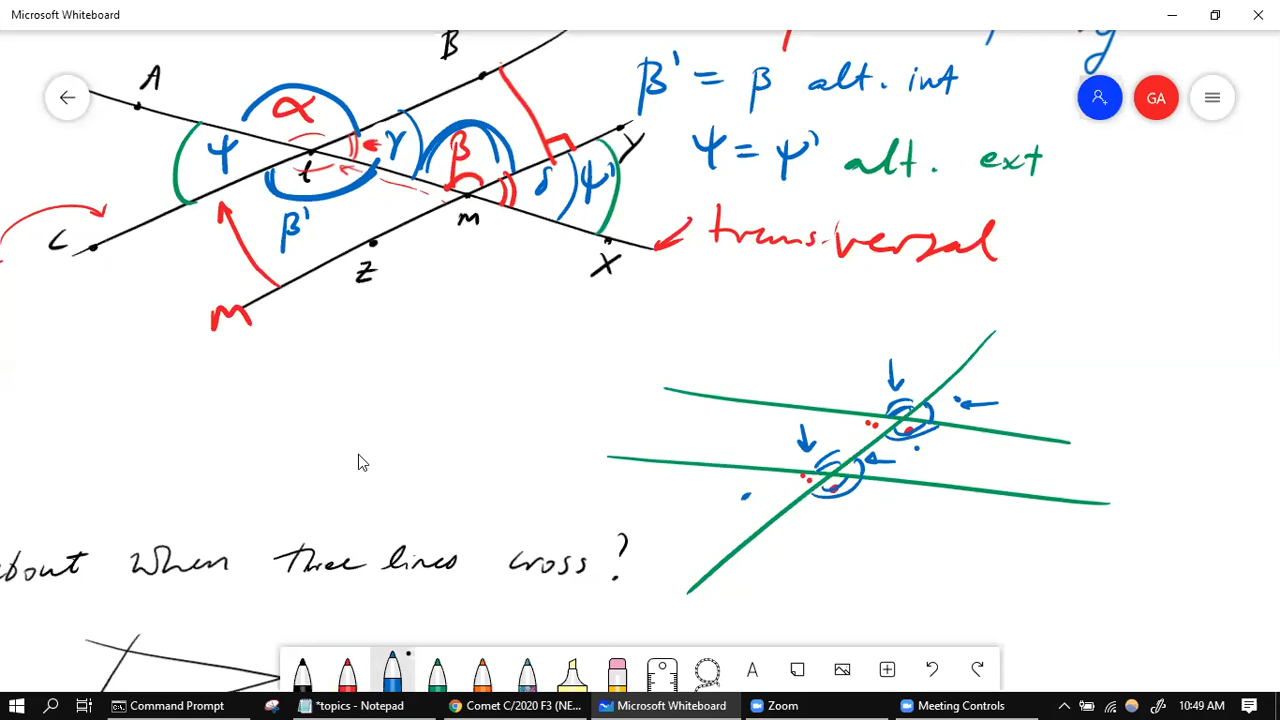 Microsoft Whiteboard
B
A
α
β' = β alt. int
GA
ψ
γ
β
δ
ψ'
Y
ψ = ψ' alt. ext
t
m
β'
C
Z
X
transversal
m
about when three lines cross?
A
Command Prompt
*topics - Notepad
Comet C/2020 F3 (NE...
Microsoft Whiteboard
Zoom
Meeting Controls
10:49 AM